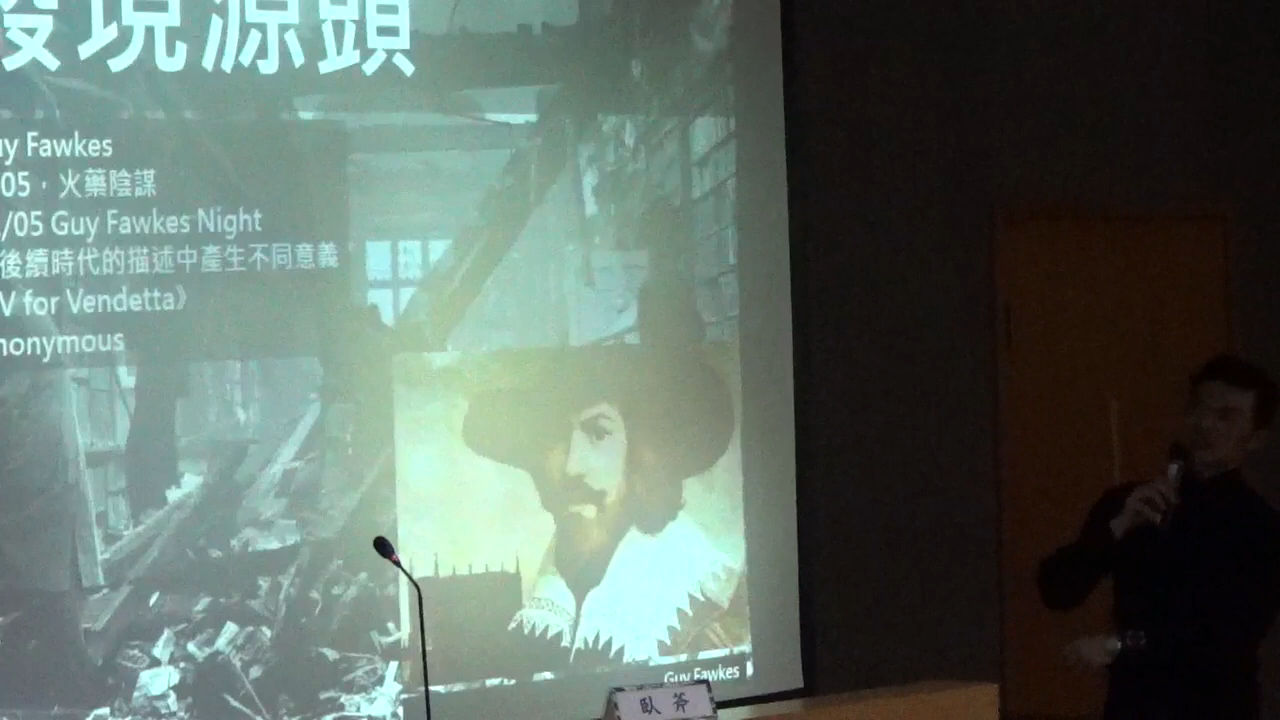 發現源頭
uy Fawkes
05，火藥陰謀
/05 Guy Fawkes Night
後續時代的描述中產生不同意義
V for Vendetta》
nonymous
Guy Fawkes
臥斧